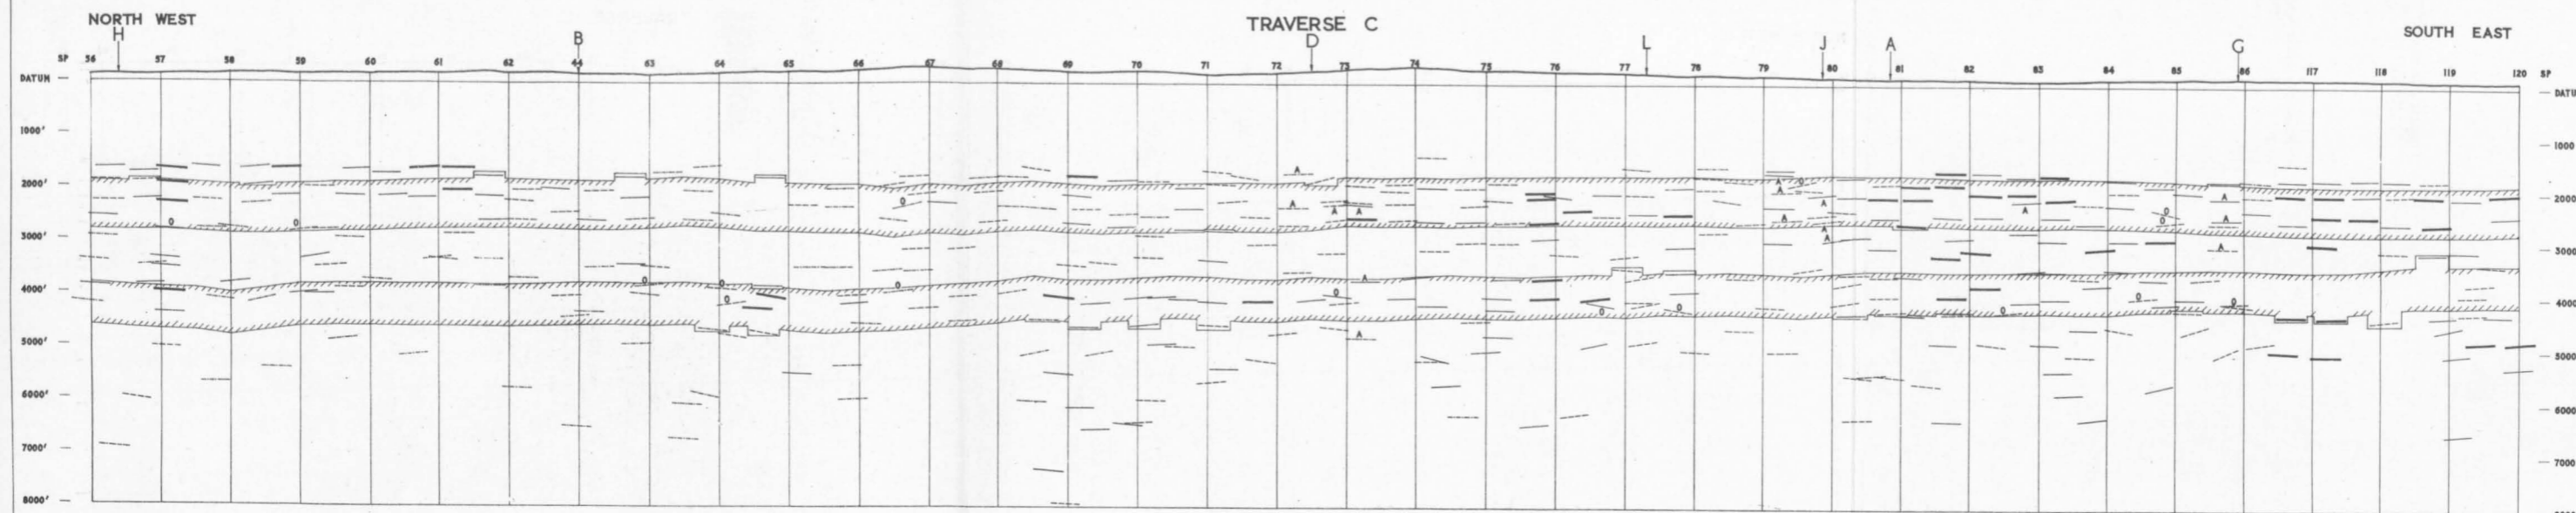 TRAVERSE C
NORTH WEST
SOUTH EAST
H B D L J A G
SP 56 57 58 59 60 61 62 44 63 64 65 66 67 68 69 70 71 72 73 74 75 76 77 78 79 80 81 82 83 84 85 86 117 118 119 120 SP
DATUM DATU
1000' 1000
A
2000' A O A A 2000
O A A A A A O A
O O A O A
3000' A A 3000
O O A
4000' O O O O O 4000
O O O
A
5000' 5000
6000' 6000
7000' 7000
8000'